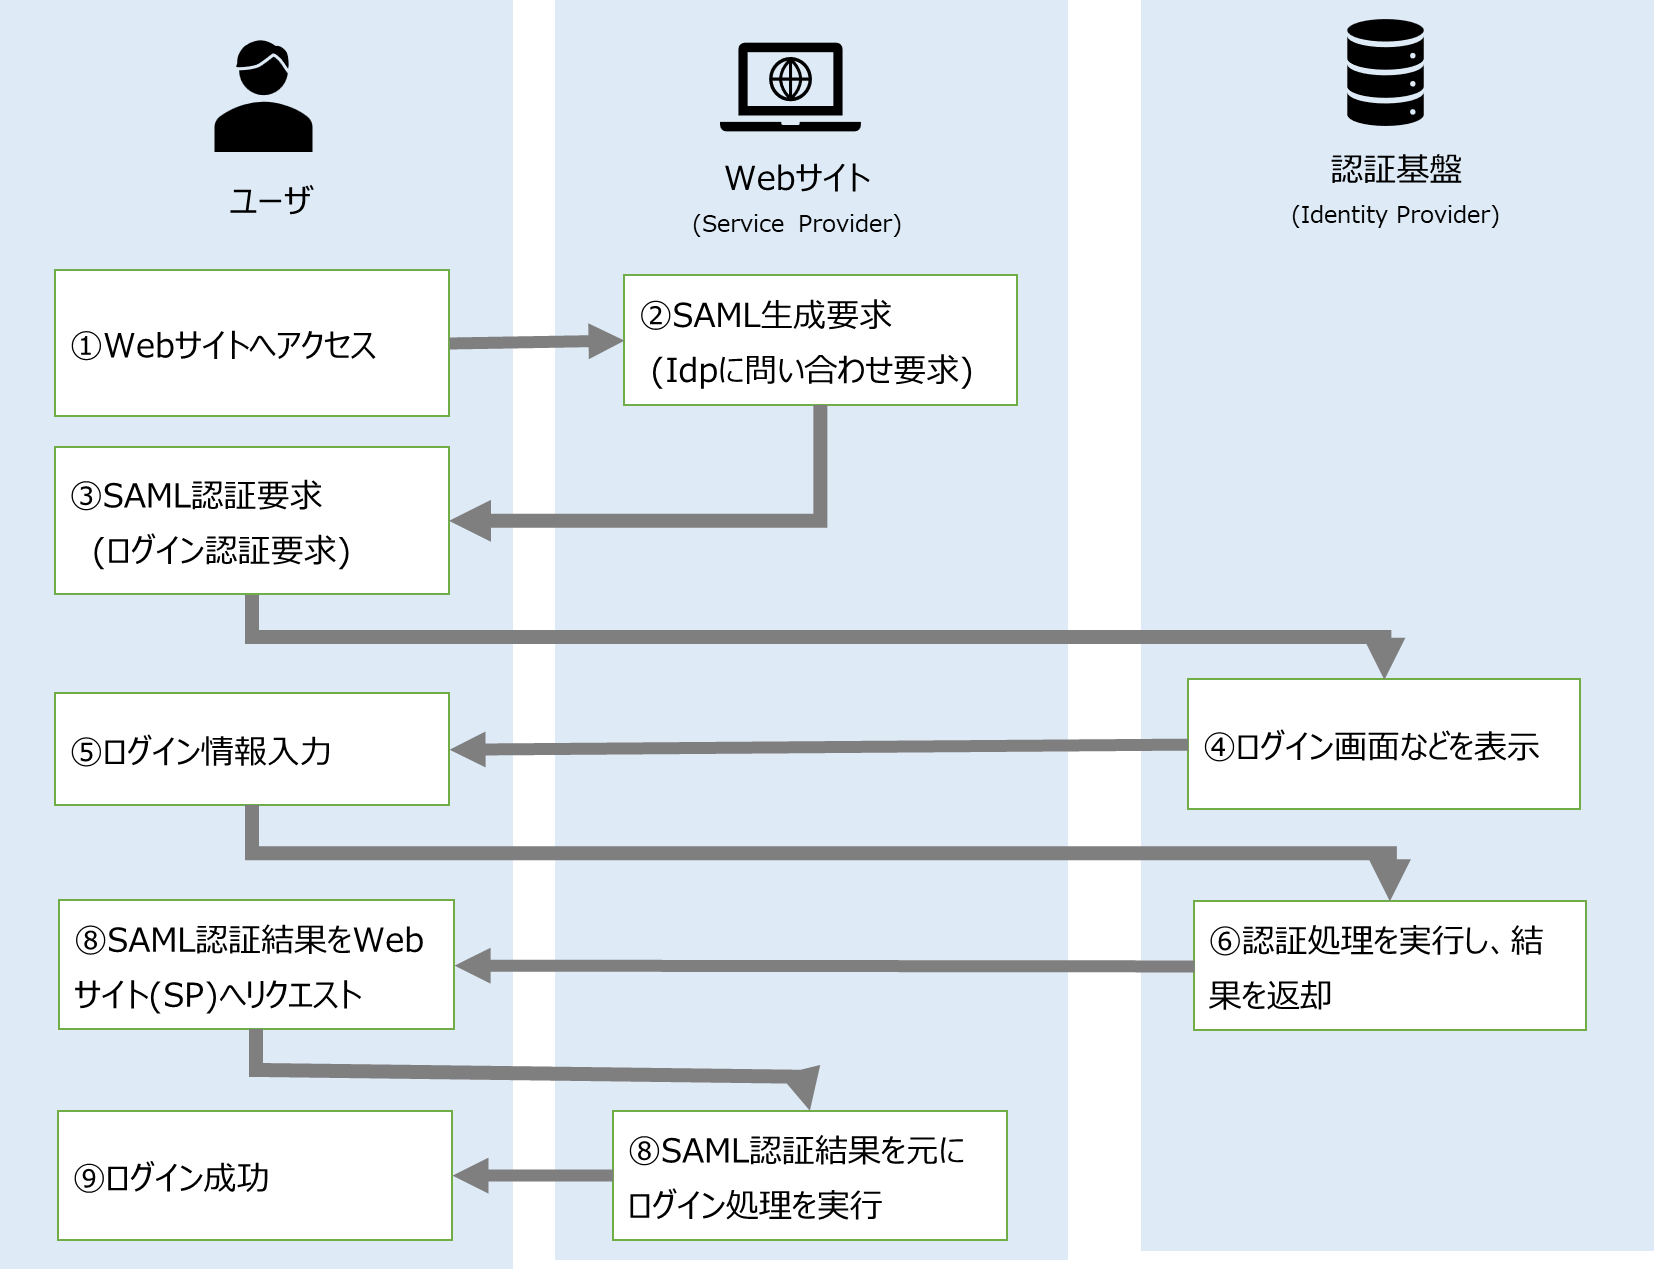 ユーザ
Webサイト
(Service Provider)
認証基盤
(Identity Provider)
①Webサイトへアクセス
②SAML生成要求
(Idpに問い合わせ要求)
③SAML認証要求
(ログイン認証要求)
④ログイン画面などを表示
⑤ログイン情報入力
⑥認証処理を実行し、結
果を返却
⑧SAML認証結果をWeb
サイト(SP)へリクエスト
⑧SAML認証結果を元に
ログイン処理を実行
⑨ログイン成功